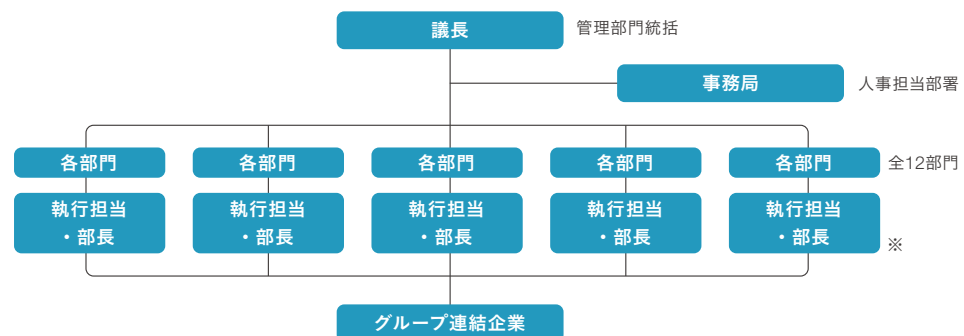 議長 管理部門統括
事務局 人事担当部署
各部門 各部門 各部門 各部門 各部門 全12部門
執行担当 執行担当 執行担当 執行担当 執行担当
・部長 ・部長 ・部長 ・部長 ・部長 ※
グループ連結企業